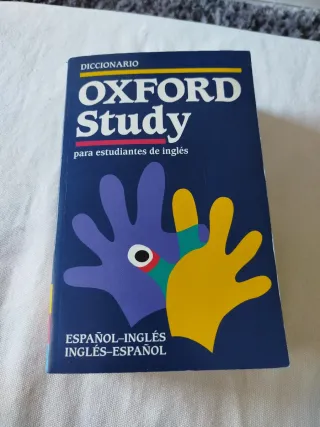 DICCIONARIO
OXFORD
Study
para estudiantes de inglés
ESPAÑOL–INGLÉS
INGLÉS–ESPAÑOL